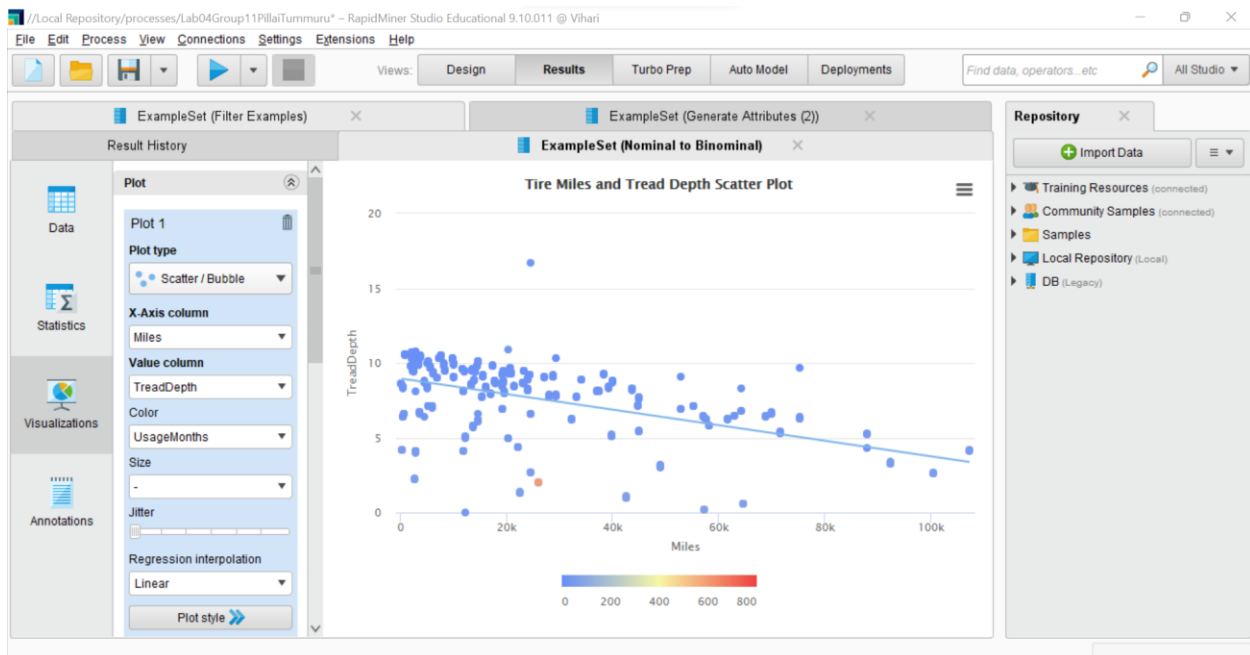 //Local Repository/processes/Lab04Group11PillaiTummuru* – RapidMiner Studio Educational 9.10.011 @ Vihari
File Edit Process View Connections Settings Extensions Help
Views: Design Results Turbo Prep Auto Model Deployments Find data, operators...etc All Studio
ExampleSet (Filter Examples) ExampleSet (Generate Attributes (2)) Repository
Result History ExampleSet (Nominal to Binominal) Import Data
Data
Statistics
Visualizations
Annotations
Plot
Plot 1
Plot type
Scatter / Bubble
X-Axis column
Miles
Value column
TreadDepth
Color
UsageMonths
Size
-
Jitter
Regression interpolation
Linear
Plot style
Tire Miles and Tread Depth Scatter Plot
TreadDepth
20
15
10
5
0
0 20k 40k 60k 80k 100k
Miles
0 200 400 600 800
Training Resources (connected)
Community Samples (connected)
Samples
Local Repository (Local)
DB (Legacy)